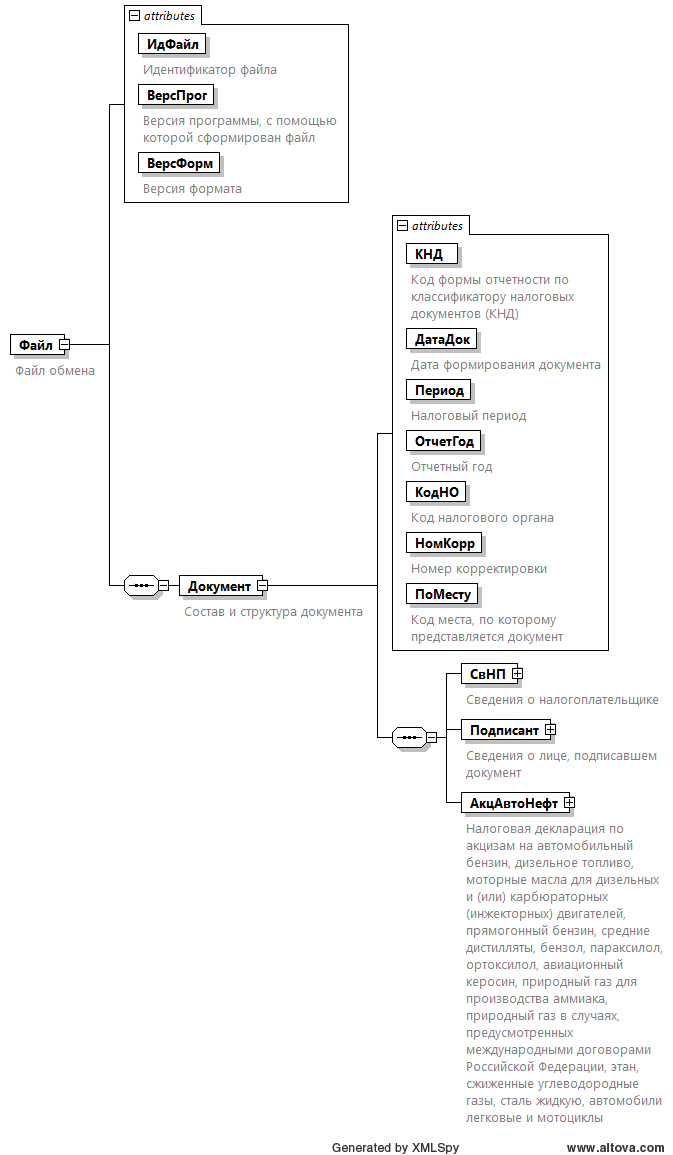 attributes
ИдФайл
Идентификатор файла
ВерсПрог
Версия программы, с помощью
которой сформирован файл
ВерсФорм
Версия формата
Файл
Файл обмена
attributes
КНД
Код формы отчетности по
классификатору налоговых
документов (КНД)
ДатаДок
Дата формирования документа
Период
Налоговый период
ОтчетГод
Отчетный год
КодНО
Код налогового органа
НомКорр
Номер корректировки
ПоМесту
Код места, по которому
представляется документ
Документ
Состав и структура документа
СвНП
Сведения о налогоплательщике
Подписант
Сведения о лице, подписавшем
документ
АкцАвтоНефт
Налоговая декларация по
акцизам на автомобильный
бензин, дизельное топливо,
моторные масла для дизельных
и (или) карбюраторных
(инжекторных) двигателей,
прямогонный бензин, средние
дистилляты, бензол, параксилол,
ортоксилол, авиационный
керосин, природный газ для
производства аммиака,
природный газ в случаях,
предусмотренных
международными договорами
Российской Федерации, этан,
сжиженные углеводородные
газы, сталь жидкую, автомобили
легковые и мотоциклы
Generated by XMLSpy
www.altova.com